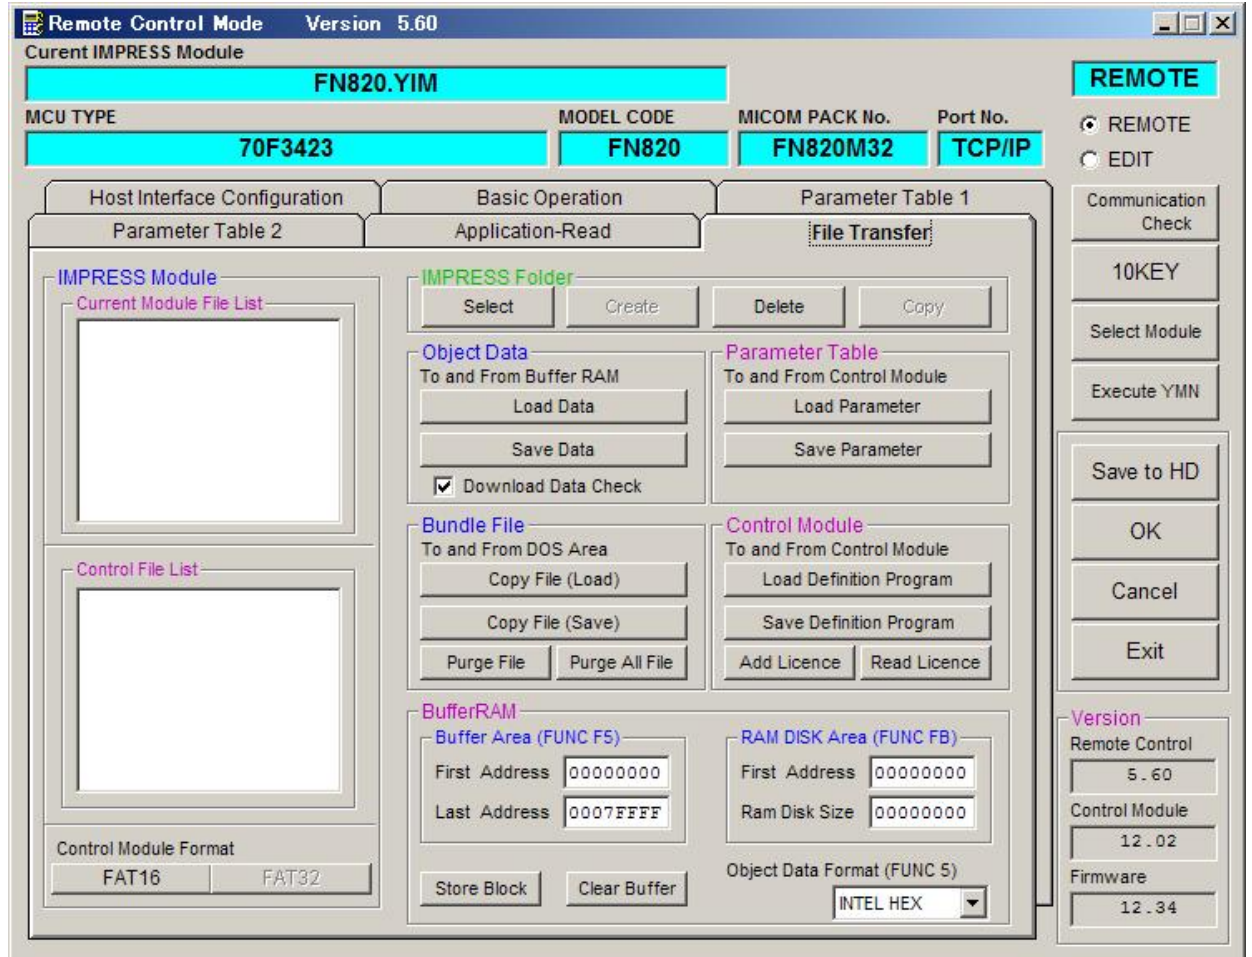 Remote Control Mode Version 5.60
Curent IMPRESS Module
FN820.YIM
REMOTE
MCU TYPE
MODEL CODE
MICOM PACK No.
Port No.
70F3423
FN820
FN820M32
TCP/IP
REMOTE
EDIT
Host Interface Configuration
Basic Operation
Parameter Table 1
Parameter Table 2
Application-Read
File Transfer
IMPRESS Module
Current Module File List
Control File List
Control Module Format
FAT16
FAT32
IMPRESS Folder
Select
Create
Delete
Copy
Object Data
To and From Buffer RAM
Load Data
Save Data
Download Data Check
Parameter Table
To and From Control Module
Load Parameter
Save Parameter
Bundle File
To and From DOS Area
Copy File (Load)
Copy File (Save)
Purge File
Purge All File
Control Module
To and From Control Module
Load Definition Program
Save Definition Program
Add Licence
Read Licence
BufferRAM
Buffer Area (FUNC F5)
First Address 00000000
Last Address 0007FFFF
RAM DISK Area (FUNC FB)
First Address 00000000
Ram Disk Size 00000000
Store Block
Clear Buffer
Object Data Format (FUNC 5)
INTEL HEX
Communication
Check
10KEY
Select Module
Execute YMN
Save to HD
OK
Cancel
Exit
Version
Remote Control
5.60
Control Module
12.02
Firmware
12.34